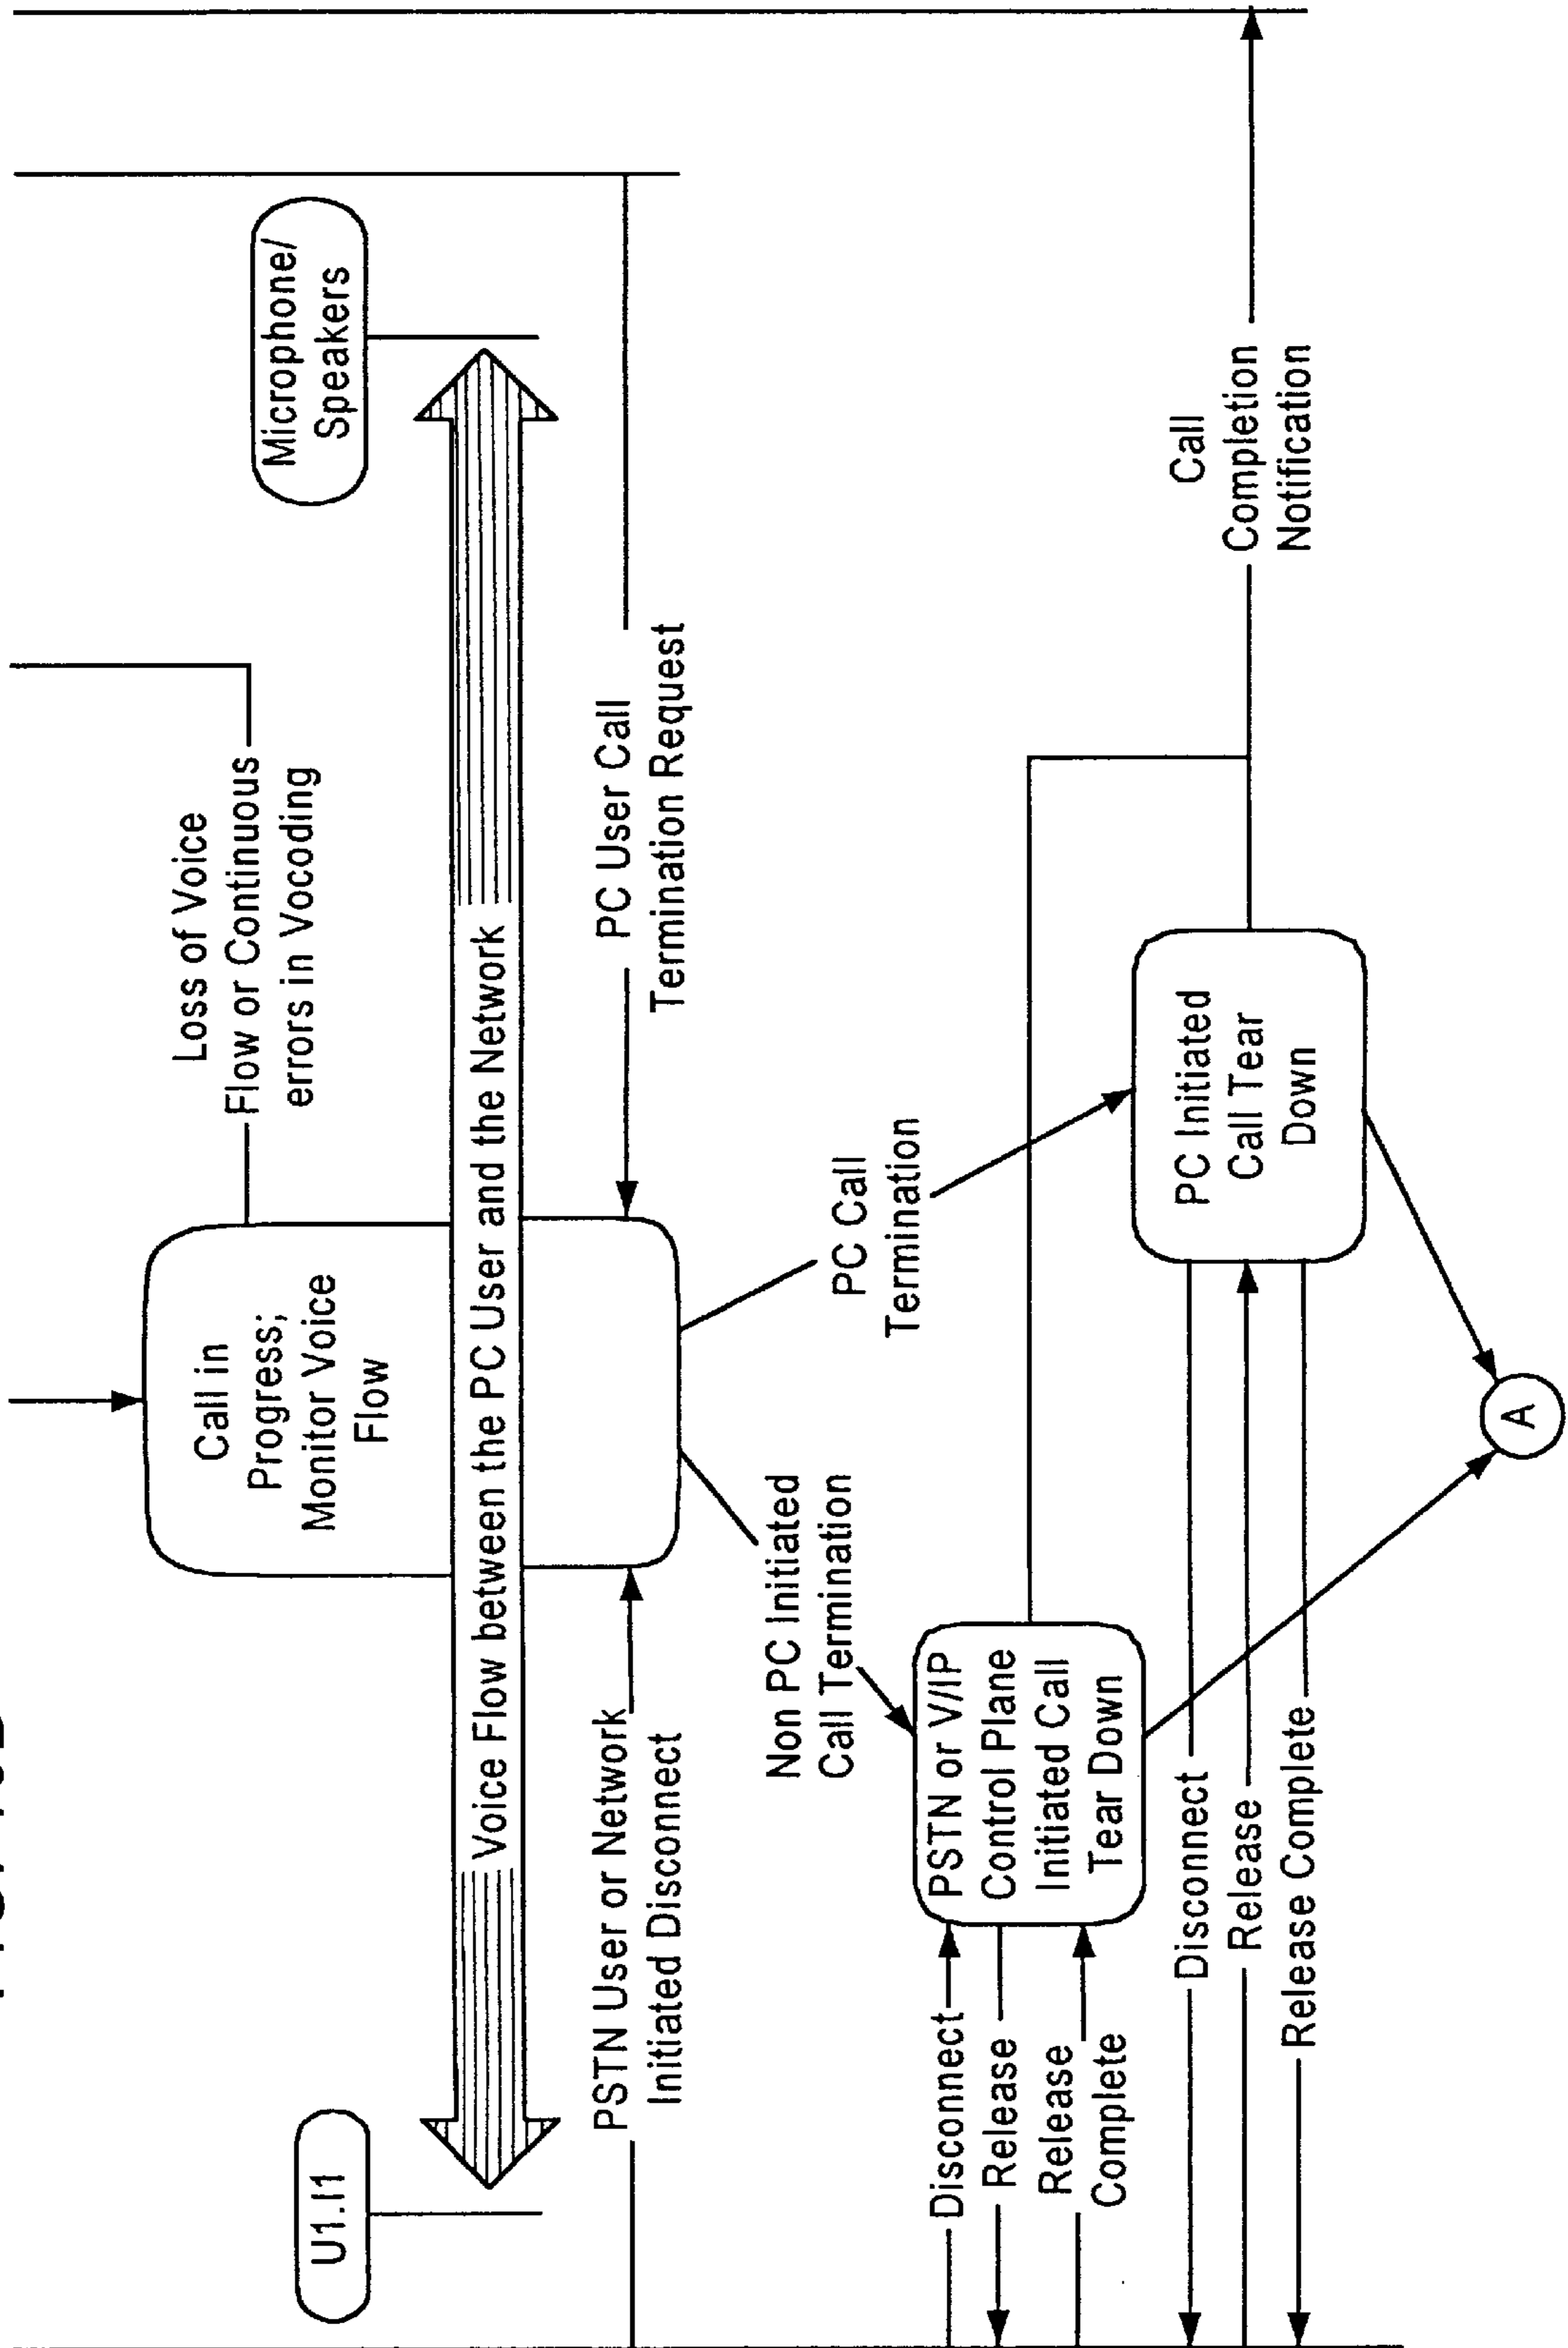 Loss of Voice
Flow or Continuous
errors in Vocoding
Call in
Progress;
Monitor Voice
Flow
U1.I1
Microphone/
Speakers
Voice Flow between the PC User and the Network
PSTN User or Network
Initiated Disconnect
PC User Call
Termination Request
Non PC Initiated
Call Termination
PC Call
Termination
PSTN or V/IP
Control Plane
Initiated Call
Tear Down
Disconnect
Release
Release
Complete
PC Initiated
Call Tear
Down
Disconnect
Release
Release Complete
Call
Completion
Notification
A